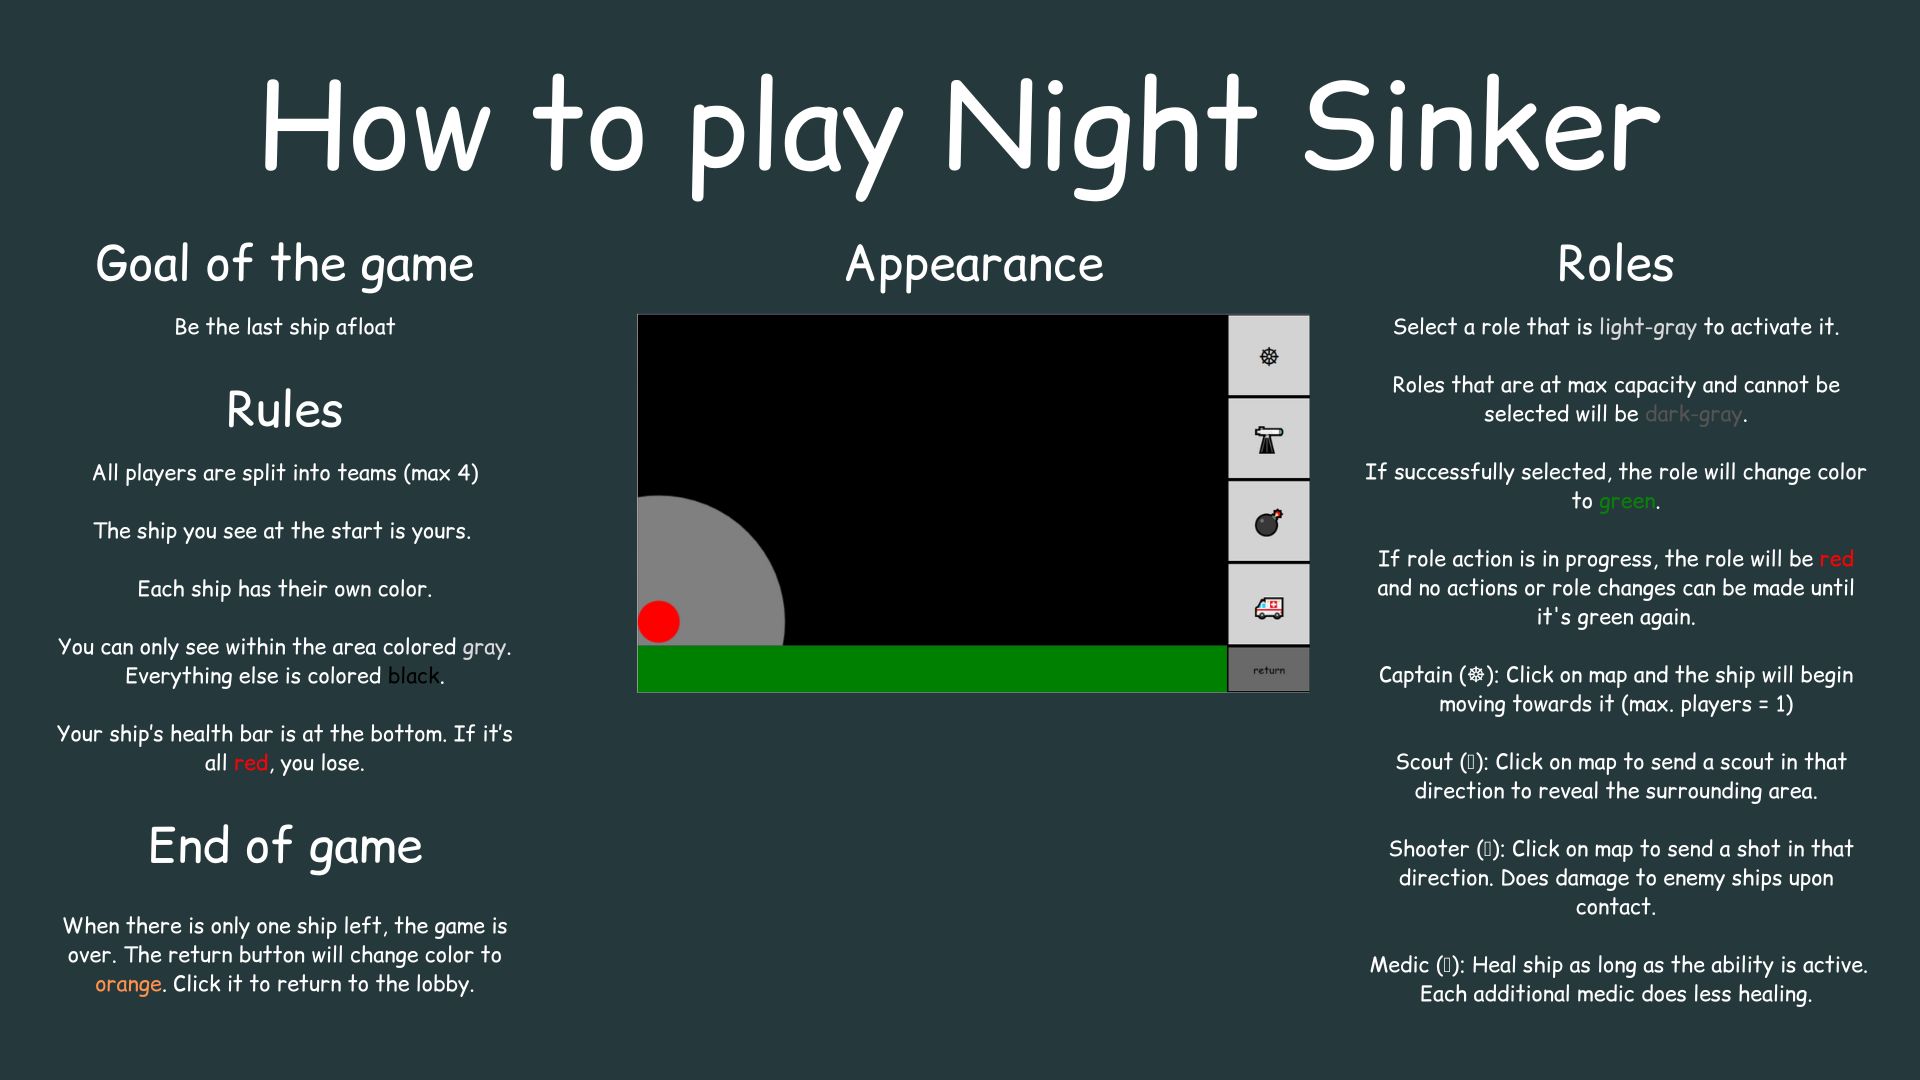 How to play Night Sinker
Goal of the game
Be the last ship afloat
Rules
All players are split into teams (max 4)
The ship you see at the start is yours.
Each ship has their own color.
You can only see within the area colored gray.
Everything else is colored black.
Your ship's health bar is at the bottom. If it's
all red, you lose.
End of game
When there is only one ship left, the game is
over. The return button will change color to
orange. Click it to return to the lobby.
Appearance
return
Roles
Select a role that is light-gray to activate it.
Roles that are at max capacity and cannot be
selected will be dark-gray.
If successfully selected, the role will change color
to green.
If role action is in progress, the role will be red
and no actions or role changes can be made until
it's green again.
Captain (☸): Click on map and the ship will begin
moving towards it (max. players = 1)
Scout (▯): Click on map to send a scout in that
direction to reveal the surrounding area.
Shooter (▯): Click on map to send a shot in that
direction. Does damage to enemy ships upon
contact.
Medic (▯): Heal ship as long as the ability is active.
Each additional medic does less healing.